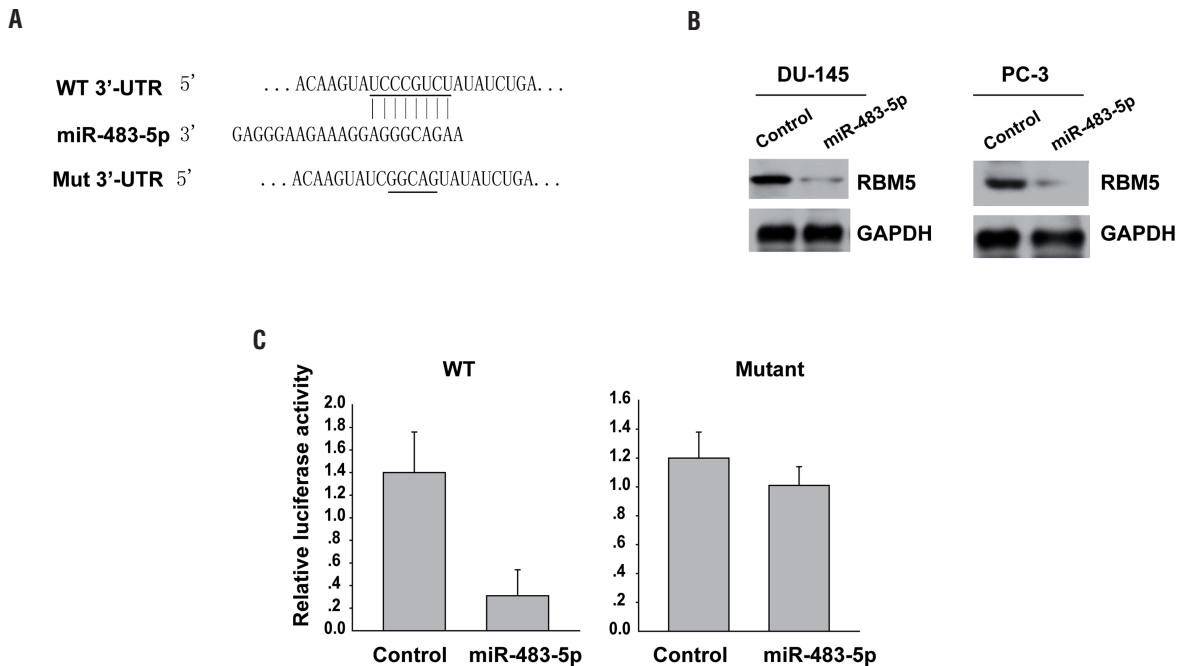 A
WT 3'-UTR 5' ... ACAAGUAUCCCGUCUAUAUCUGA...
miR-483-5p 3' GAGGGAAGAAAGGAGGGCAGAA
Mut 3'-UTR 5' ... ACAAGUAUCGGCAGUAUAUCUGA...
B
DU-145
Control miR-483-5p
RBM5
GAPDH
PC-3
Control miR-483-5p
RBM5
GAPDH
C
WT
Relative luciferase activity
2.0
1.8
1.6
1.4
1.2
1.0
.8
.6
.4
.2
0.0
Control miR-483-5p
Mutant
1.6
1.4
1.2
1.0
.8
.6
.4
.2
0.0
Control miR-483-5p